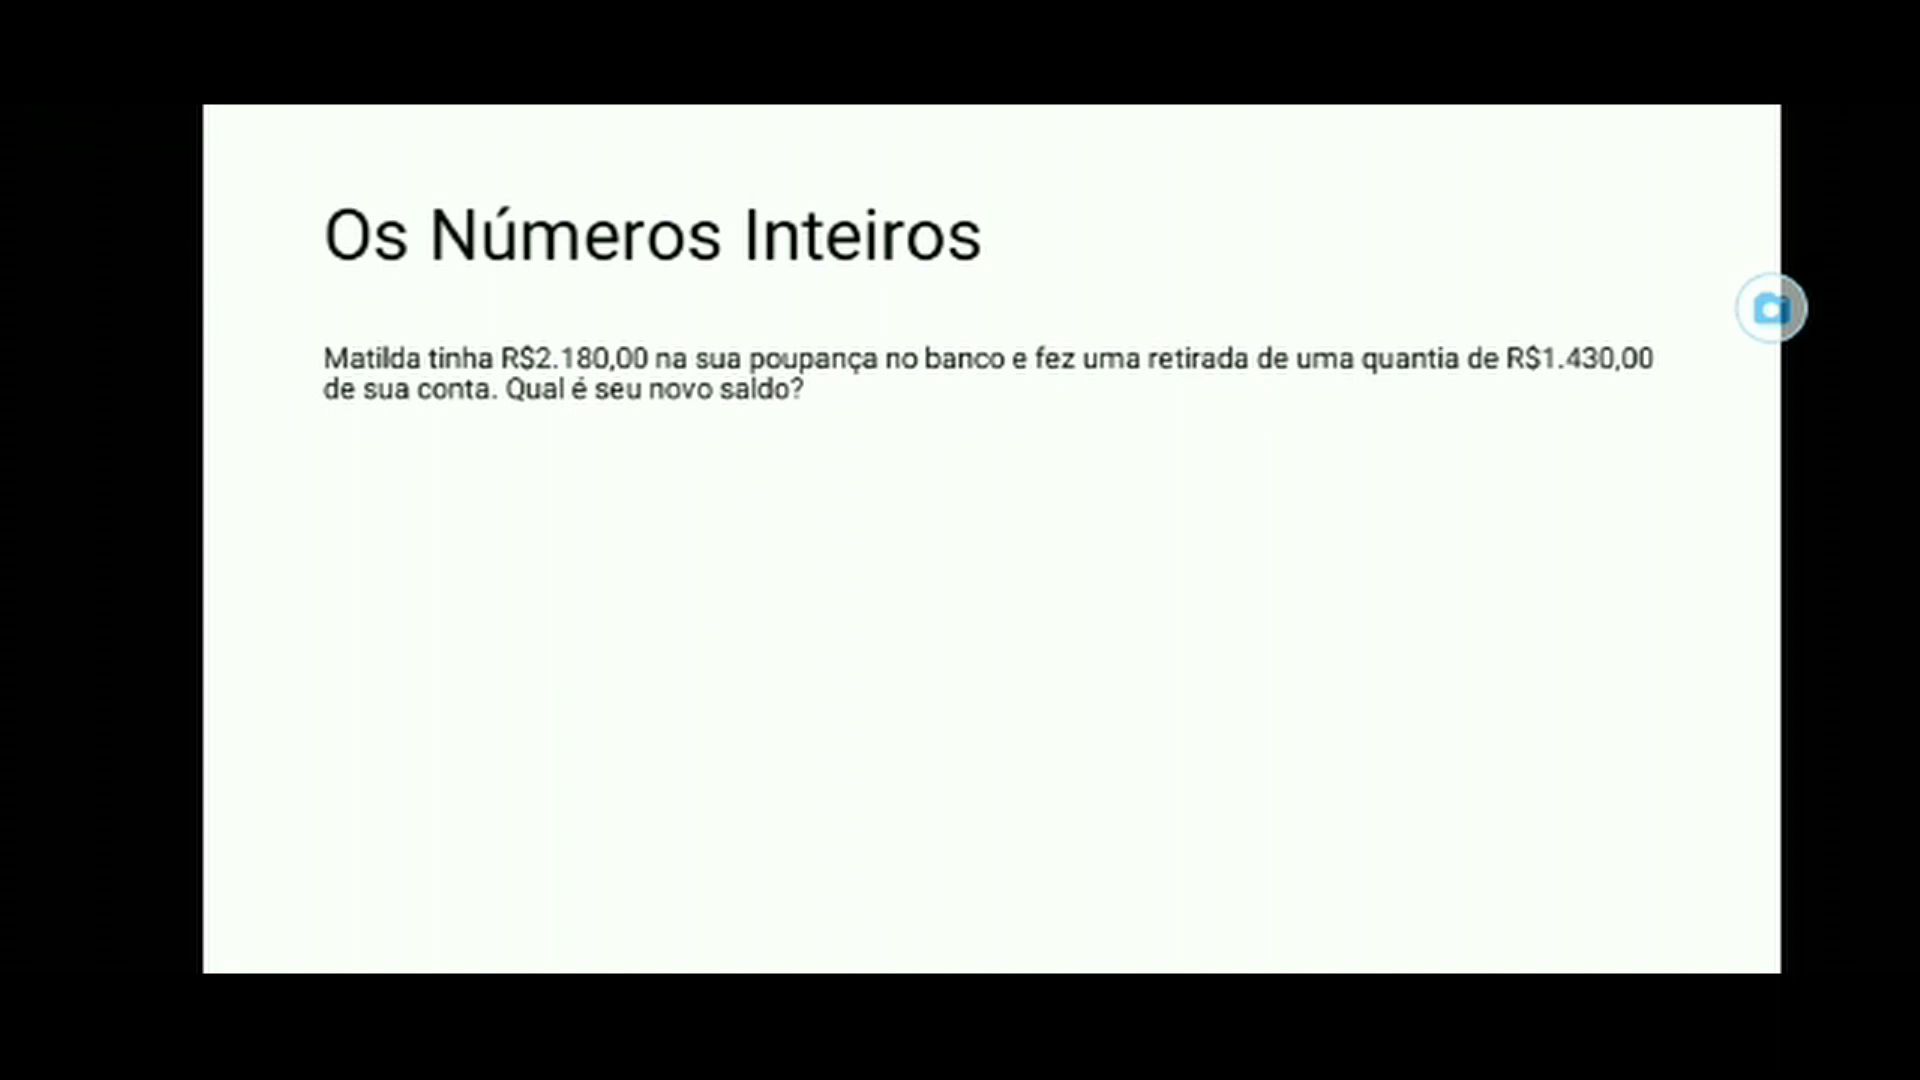 Os Números Inteiros
Matilda tinha R$2.180,00 na sua poupança no banco e fez uma retirada de uma quantia de R$1.430,00
de sua conta. Qual é seu novo saldo?